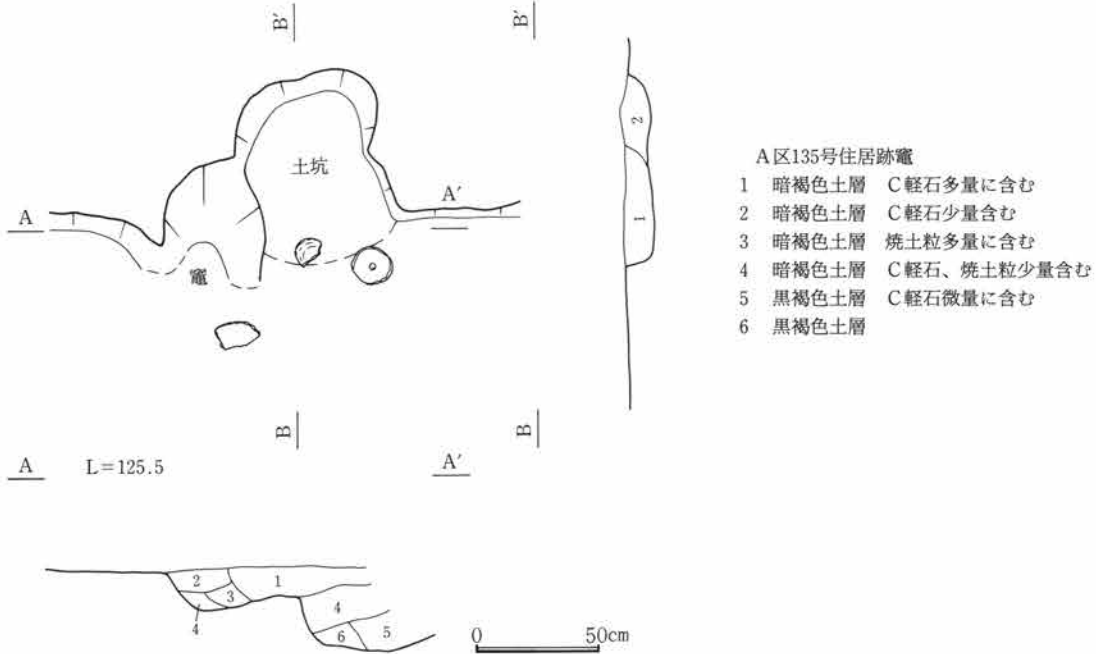 B′ B′
2
土坑
A A′
竈
1
A区135号住居跡竈
1 暗褐色土層 C軽石多量に含む
2 暗褐色土層 C軽石少量含む
3 暗褐色土層 焼土粒多量に含む
4 暗褐色土層 C軽石、焼土粒少量含む
5 黒褐色土層 C軽石微量に含む
6 黒褐色土層
B B
A L=125.5 A′
2 1
3
4 4
6 5
0 50cm